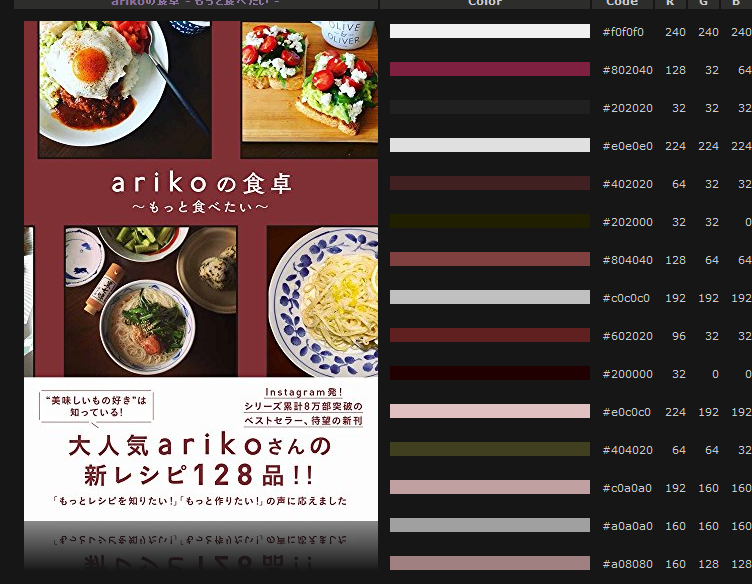 arikoの食卓 - もっと食べたい -
Color Code R G B
OLIVE
& OLIVER
arikoの食卓
〜もっと食べたい〜
“美味しいもの好き”は
知っている!
Instagram発!
シリーズ累計8万部突破の
ベストセラー、待望の新刊
大人気arikoさんの
新レシピ128品!!
「もっとレシピを知りたい!」「もっと作りたい!」の声に応えました
#f0f0f0 240 240 240
#802040 128 32 64
#202020 32 32 32
#e0e0e0 224 224 224
#402020 64 32 32
#202000 32 32 0
#804040 128 64 64
#c0c0c0 192 192 192
#602020 96 32 32
#200000 32 0 0
#e0c0c0 224 192 192
#404020 64 64 32
#c0a0a0 192 160 160
#a0a0a0 160 160 160
#a08080 160 128 128